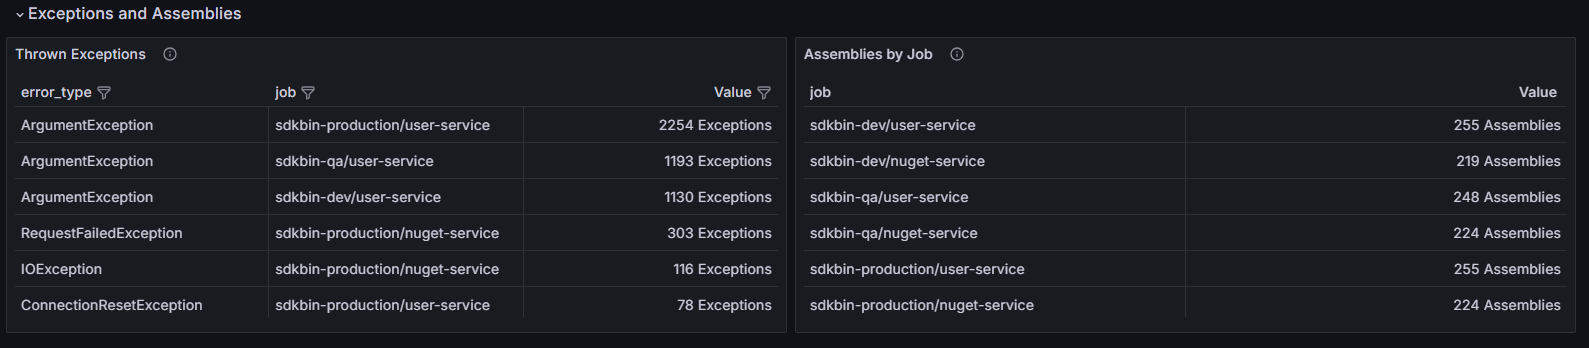 Exceptions and Assemblies
Thrown Exceptions
error_type job Value
ArgumentException sdkbin-production/user-service 2254 Exceptions
ArgumentException sdkbin-qa/user-service 1193 Exceptions
ArgumentException sdkbin-dev/user-service 1130 Exceptions
RequestFailedException sdkbin-production/nuget-service 303 Exceptions
IOException sdkbin-production/nuget-service 116 Exceptions
ConnectionResetException sdkbin-production/user-service 78 Exceptions
Assemblies by Job
job Value
sdkbin-dev/user-service 255 Assemblies
sdkbin-dev/nuget-service 219 Assemblies
sdkbin-qa/user-service 248 Assemblies
sdkbin-qa/nuget-service 224 Assemblies
sdkbin-production/user-service 255 Assemblies
sdkbin-production/nuget-service 224 Assemblies